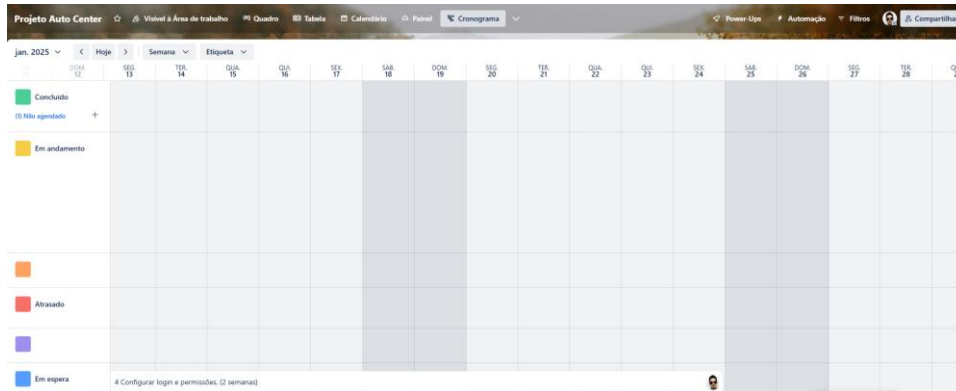 Projeto Auto Center Visível à Área de trabalho Quadro Tabela Calendário Painel Cronograma Power-Ups Automação Filtros Compartilha
jan. 2025 Hoje Semana Etiqueta
DOM. SEG. TER. QUA. QUI. SEX. SÁB. DOM. SEG. TER. QUA. QUI. SEX. SÁB. DOM. SEG. TER.
12 13 14 15 16 17 18 19 20 21 22 23 24 25 26 27 28
Concluído
(1) Não agendado +
Em andamento
Atrasado
Em espera
4 Configurar login e permissões. (2 semanas)